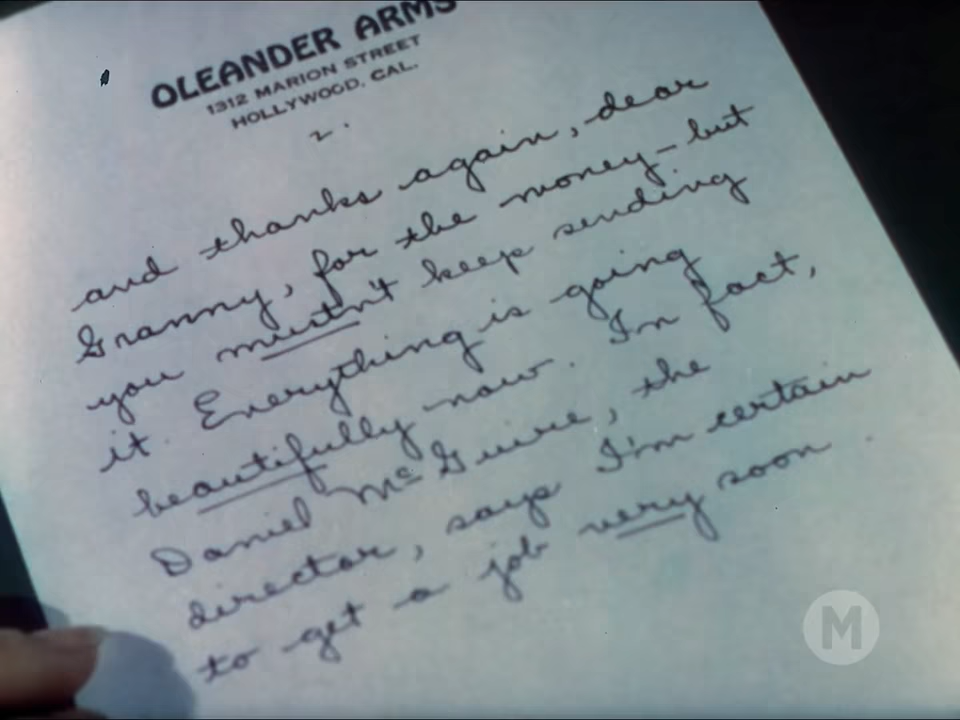 OLEANDER ARMS
1312 MARION STREET
HOLLYWOOD, CAL.
2.
and thanks again, dear
Granny, for the money - but
you mustn't keep sending
it. Everything is going
beautifully now. In fact,
Daniel McGuire, the
director, says I'm certain
to get a job very soon.
M